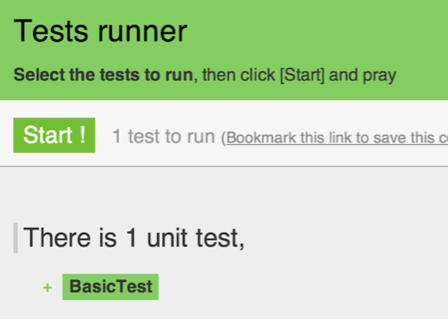 Tests runner
Select the tests to run, then click [Start] and pray
Start ! 1 test to run (Bookmark this link to save this
There is 1 unit test,
+ BasicTest